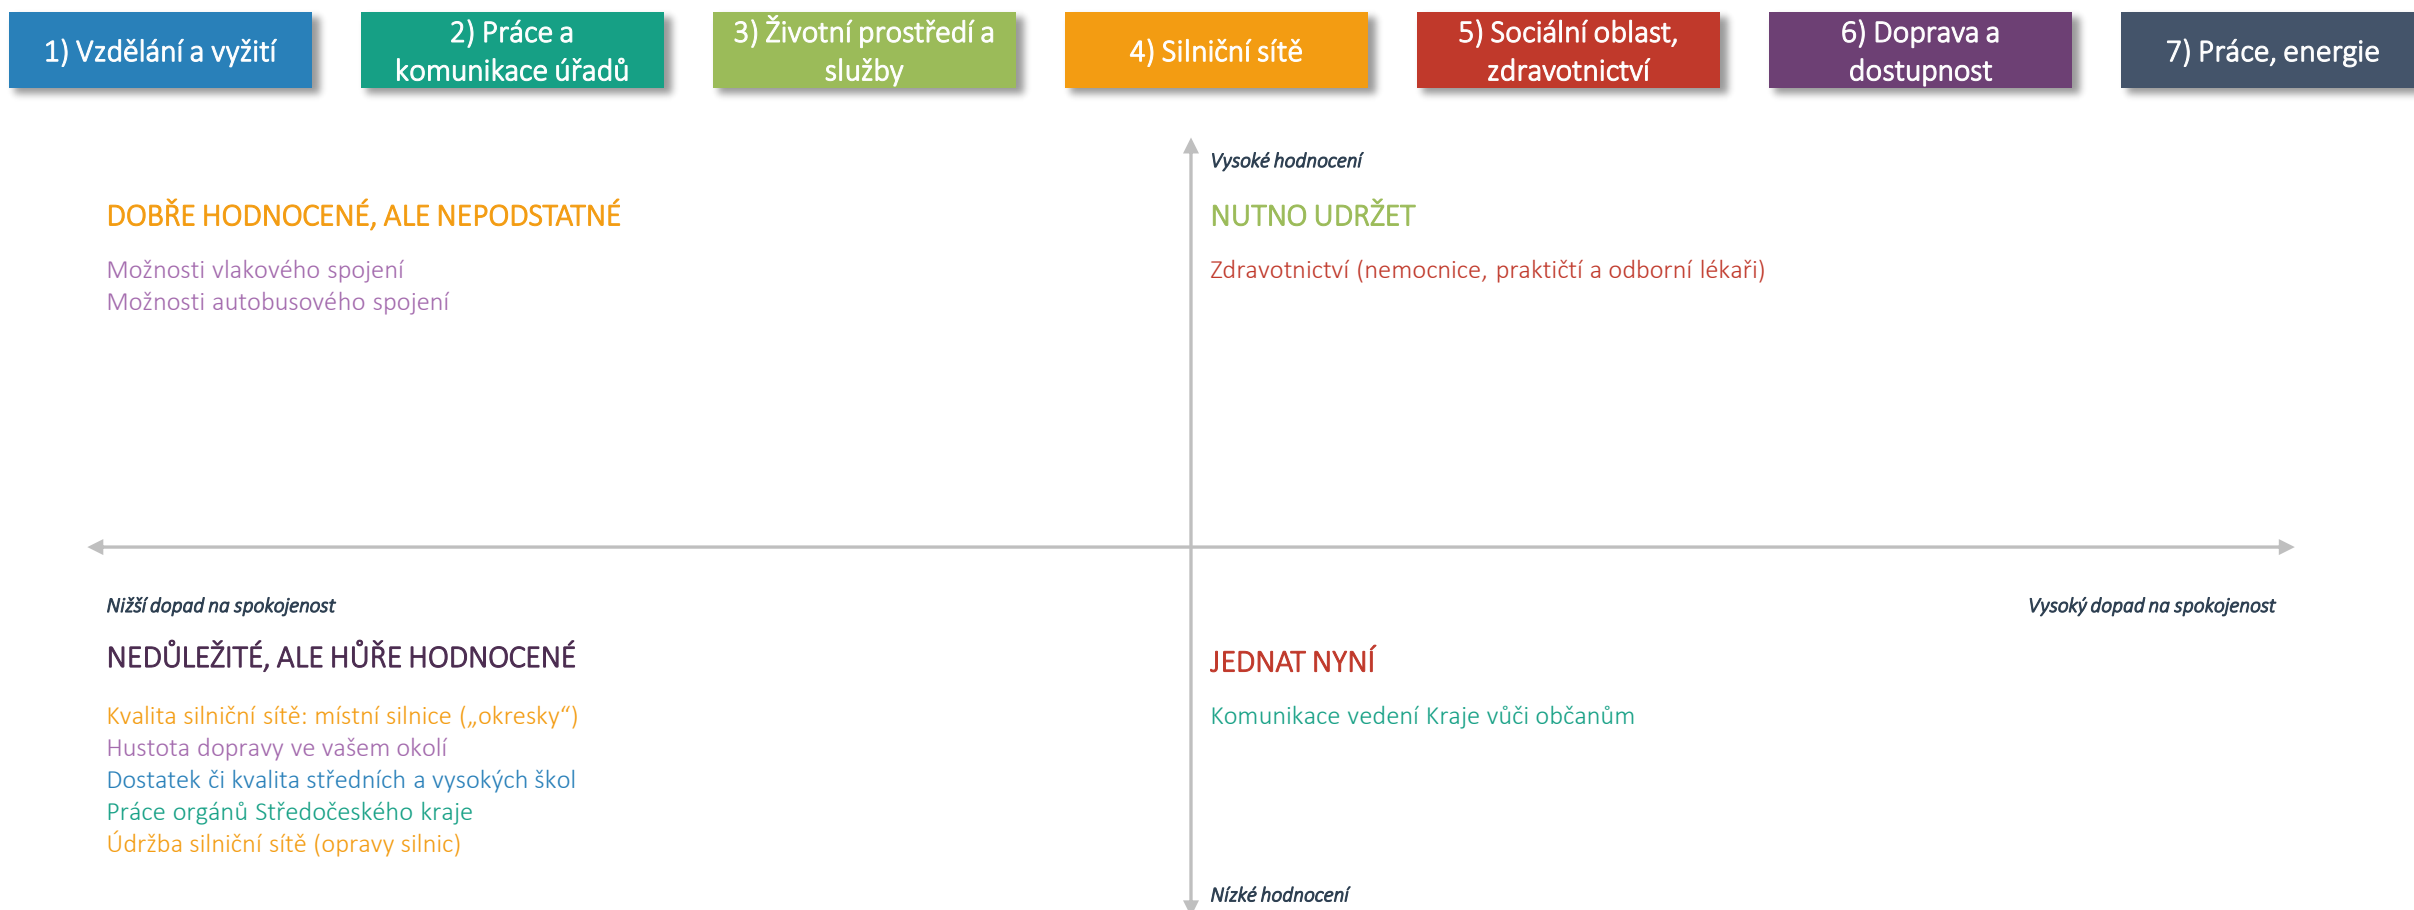 1) Vzdělání a vyžití
2) Práce a
komunikace úřadů
3) Životní prostředí a
služby
4) Silniční sítě
5) Sociální oblast,
zdravotnictví
6) Doprava a
dostupnost
7) Práce, energie
Vysoké hodnocení
DOBŘE HODNOCENÉ, ALE NEPODSTATNÉ
Možnosti vlakového spojení
Možnosti autobusového spojení
NUTNO UDRŽET
Zdravotnictví (nemocnice, praktičtí a odborní lékaři)
Nižší dopad na spokojenost
Vysoký dopad na spokojenost
NEDŮLEŽITÉ, ALE HŮŘE HODNOCENÉ
Kvalita silniční sítě: místní silnice („okresky“)
Hustota dopravy ve vašem okolí
Dostatek či kvalita středních a vysokých škol
Práce orgánů Středočeského kraje
Údržba silniční sítě (opravy silnic)
JEDNAT NYNÍ
Komunikace vedení Kraje vůči občanům
Nízké hodnocení